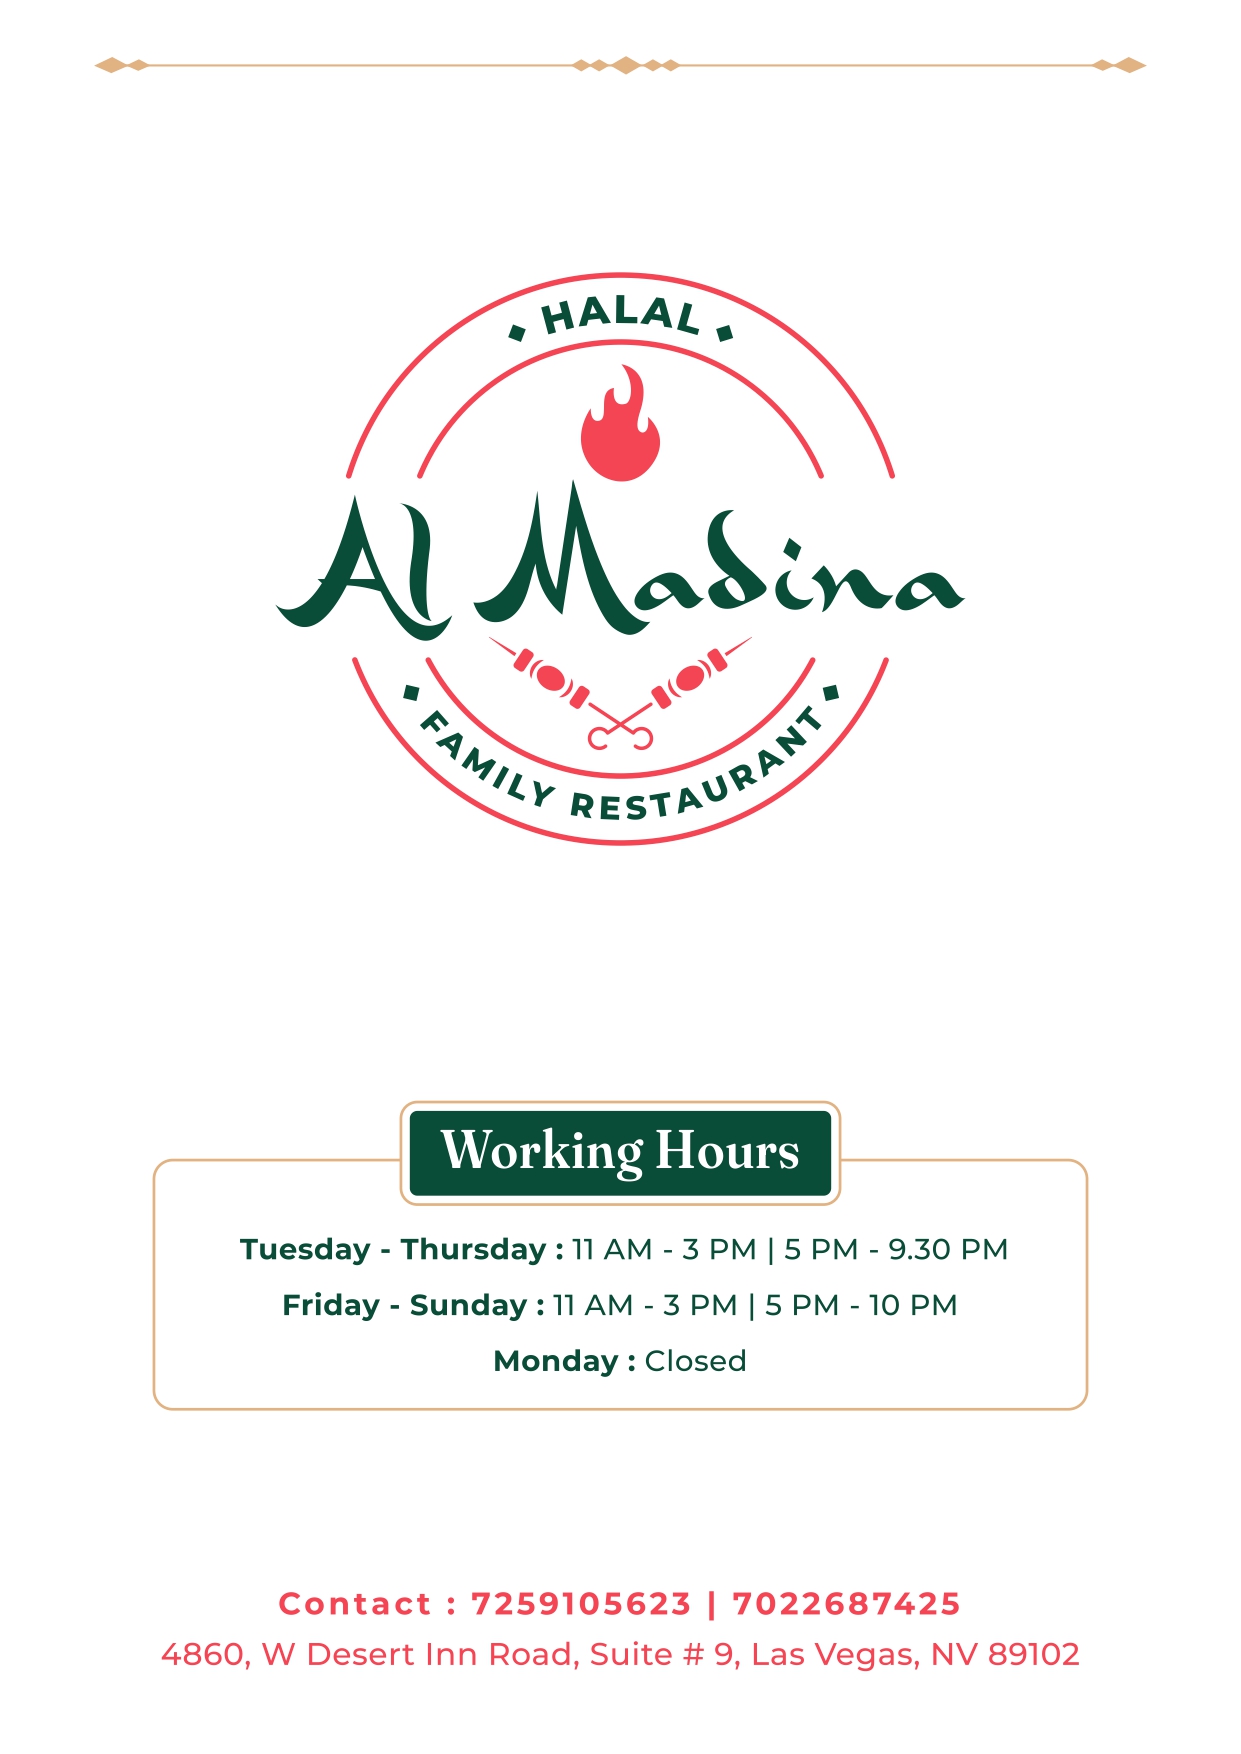 HALAL
Al Madina
FAMILY RESTAURANT
Working Hours
Tuesday - Thursday : 11 AM - 3 PM | 5 PM - 9.30 PM
Friday - Sunday : 11 AM - 3 PM | 5 PM - 10 PM
Monday : Closed
Contact : 7259105623 | 7022687425
4860, W Desert Inn Road, Suite # 9, Las Vegas, NV 89102